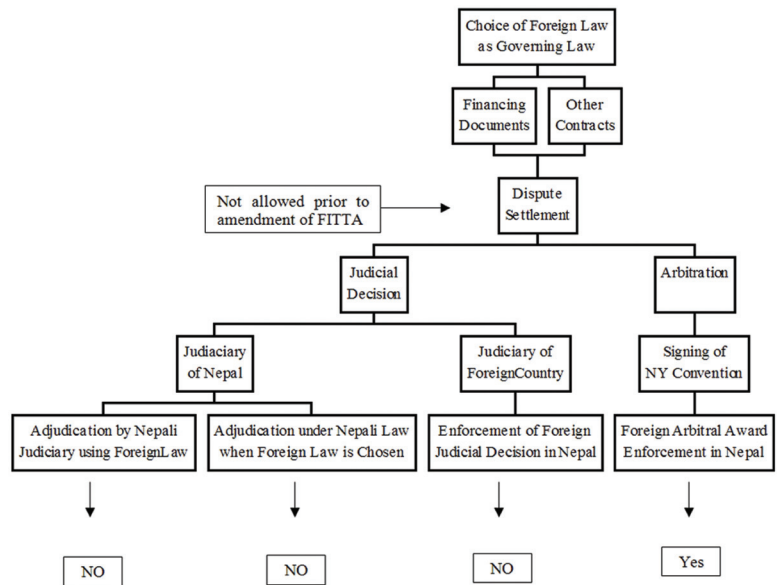 Choice of Foreign Law
as Governing Law
Financing
Documents
Other
Contracts
Not allowed prior to
amendment of FITTA
Dispute
Settlement
Judicial
Decision
Arbitration
Judiaciary
of Nepal
Judiciary of
ForeignCountry
Signing of
NY Convention
Adjudication by Nepali
Judiciary using ForeignLaw
Adjudication under Nepali Law
when Foreign Law is Chosen
Enforcement of Foreign
Judicial Decision in Nepal
Foreign Arbitral Award
Enforcement in Nepal
NO
NO
NO
Yes